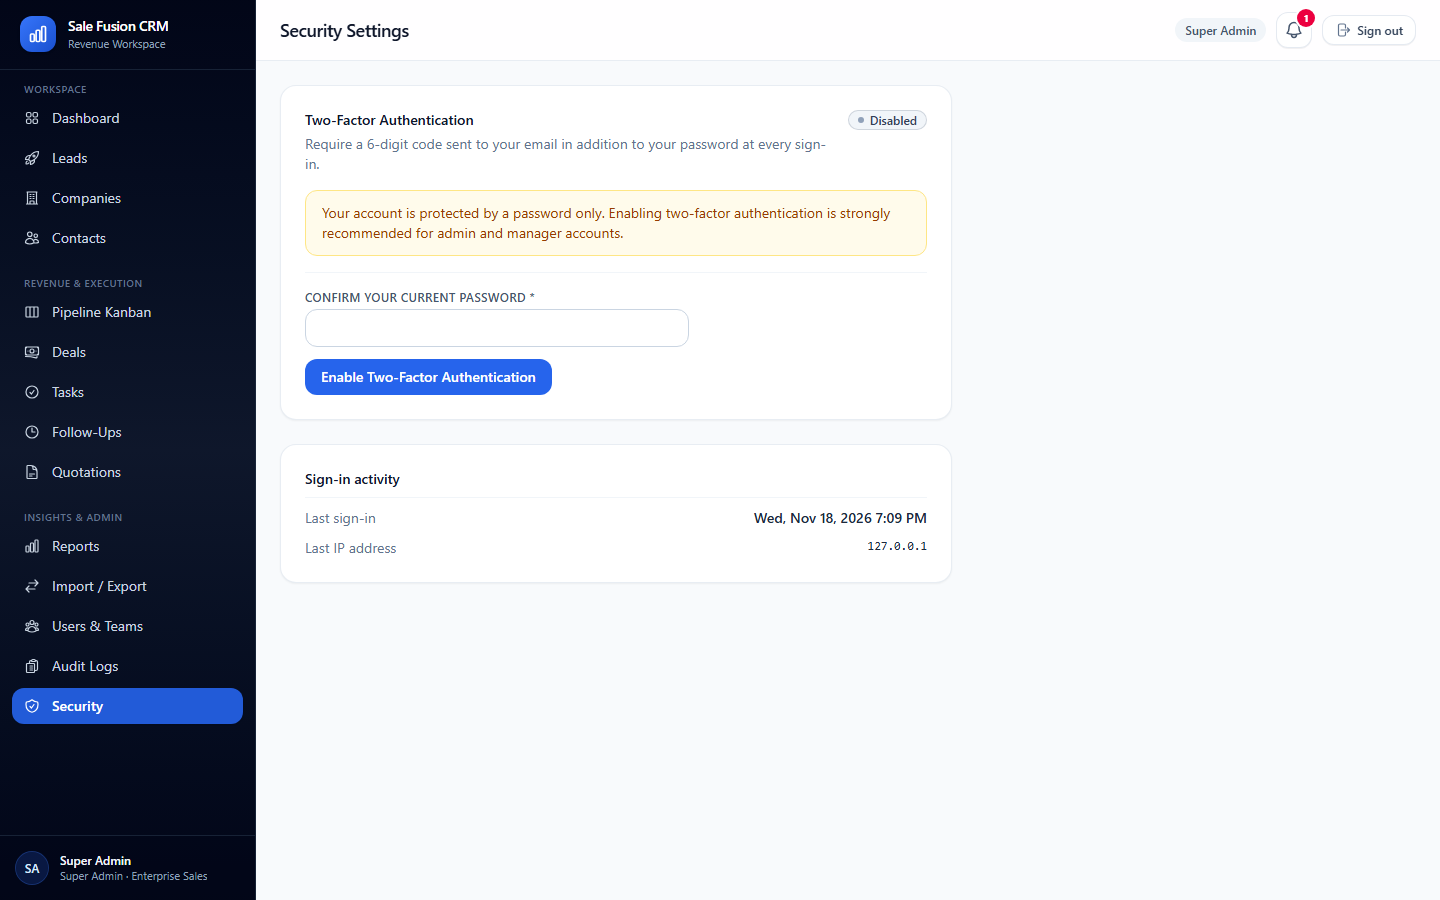 Sale Fusion CRM
Revenue Workspace
WORKSPACE
Dashboard
Leads
Companies
Contacts
REVENUE & EXECUTION
Pipeline Kanban
Deals
Tasks
Follow-Ups
Quotations
INSIGHTS & ADMIN
Reports
Import / Export
Users & Teams
Audit Logs
Security
SA
Super Admin
Super Admin · Enterprise Sales
Security Settings
Super Admin
1
Sign out
Two-Factor Authentication
Disabled
Require a 6-digit code sent to your email in addition to your password at every sign-
in.
Your account is protected by a password only. Enabling two-factor authentication is strongly
recommended for admin and manager accounts.
CONFIRM YOUR CURRENT PASSWORD *
Enable Two-Factor Authentication
Sign-in activity
Last sign-in
Wed, Nov 18, 2026 7:09 PM
Last IP address
127.0.0.1